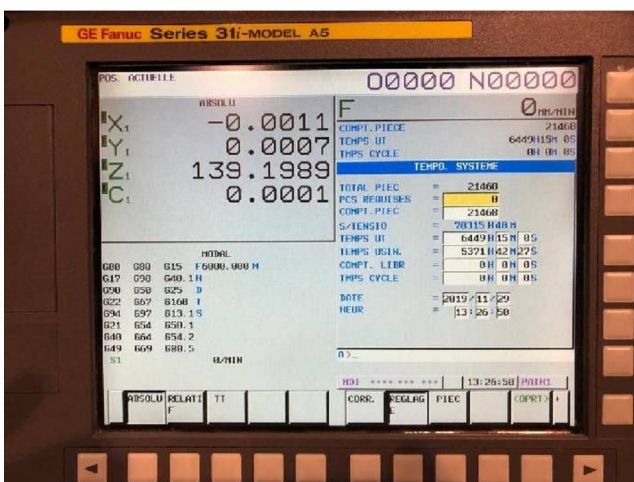 GE Fanuc Series 31i-MODEL A5
POS. ACTUELLE
O0000 N00000
ABSOLU
X1 -0.0011
Y1 0.0007
Z1 139.1989
C1 0.0001
F 0MM/MIN
COMPT.PIECE 21468
TEMPS UT 6449H15M 0S
TMPS CYCLE 0H 0M 0S
TEMPO. SYSTEME
TOTAL PIEC = 21468
PCS REQUISES = 0
COMPT.PIEC = 21468
S/TENSIO = 78315H48M
TEMPS UT = 6449H15M 0S
TEMPS USIN. = 5371H42M27S
COMPT. LIBR = 0H 0M 0S
TMPS CYCLE = 0H 0M 0S
DATE = 2019/11/29
HEUR = 13:26:50
MODAL
G80 G15 F6000.000 M
G17 G98 G40.1 H
G90 G50 G25 D
G22 G67 G160 T
G94 G97 G13.1 S
G21 G54 G50.1
G40 G64 G54.2
G49 G69 G80.5
S1 0/MIN
A>_
MDI **** *** *** 13:26:50 PATH1
ABSOLU RELATIF TT
CORR. REGLAGE PIEC (OPRT) +